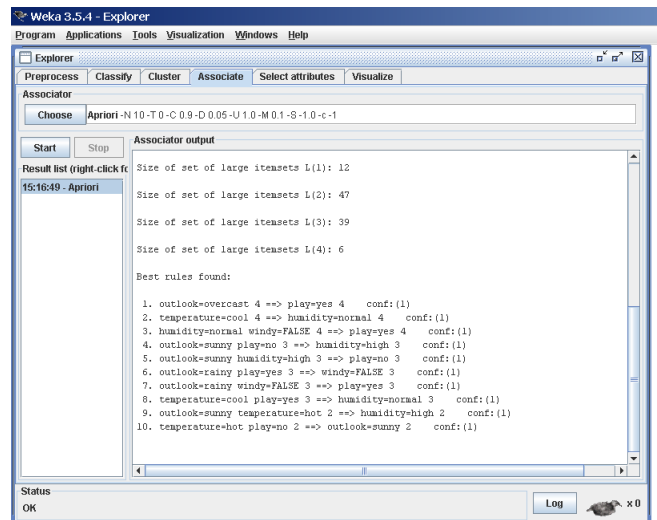 Weka 3.5.4 - Explorer
Program Applications Tools Visualization Windows Help
Explorer
Preprocess Classify Cluster Associate Select attributes Visualize
Associator
Choose Apriori -N 10 -T 0 -C 0.9 -D 0.05 -U 1.0 -M 0.1 -S -1.0 -c -1
Start Stop
Result list (right-click fo
15:16:49 - Apriori
Associator output
Size of set of large itemsets L(1): 12
Size of set of large itemsets L(2): 47
Size of set of large itemsets L(3): 39
Size of set of large itemsets L(4): 6
Best rules found:
1. outlook=overcast 4 ==> play=yes 4 conf:(1)
2. temperature=cool 4 ==> humidity=normal 4 conf:(1)
3. humidity=normal windy=FALSE 4 ==> play=yes 4 conf:(1)
4. outlook=sunny play=no 3 ==> humidity=high 3 conf:(1)
5. outlook=sunny humidity=high 3 ==> play=no 3 conf:(1)
6. outlook=rainy play=yes 3 ==> windy=FALSE 3 conf:(1)
7. outlook=rainy windy=FALSE 3 ==> play=yes 3 conf:(1)
8. temperature=cool play=yes 3 ==> humidity=normal 3 conf:(1)
9. outlook=sunny temperature=hot 2 ==> humidity=high 2 conf:(1)
10. temperature=hot play=no 2 ==> outlook=sunny 2 conf:(1)
Status
OK
Log x 0